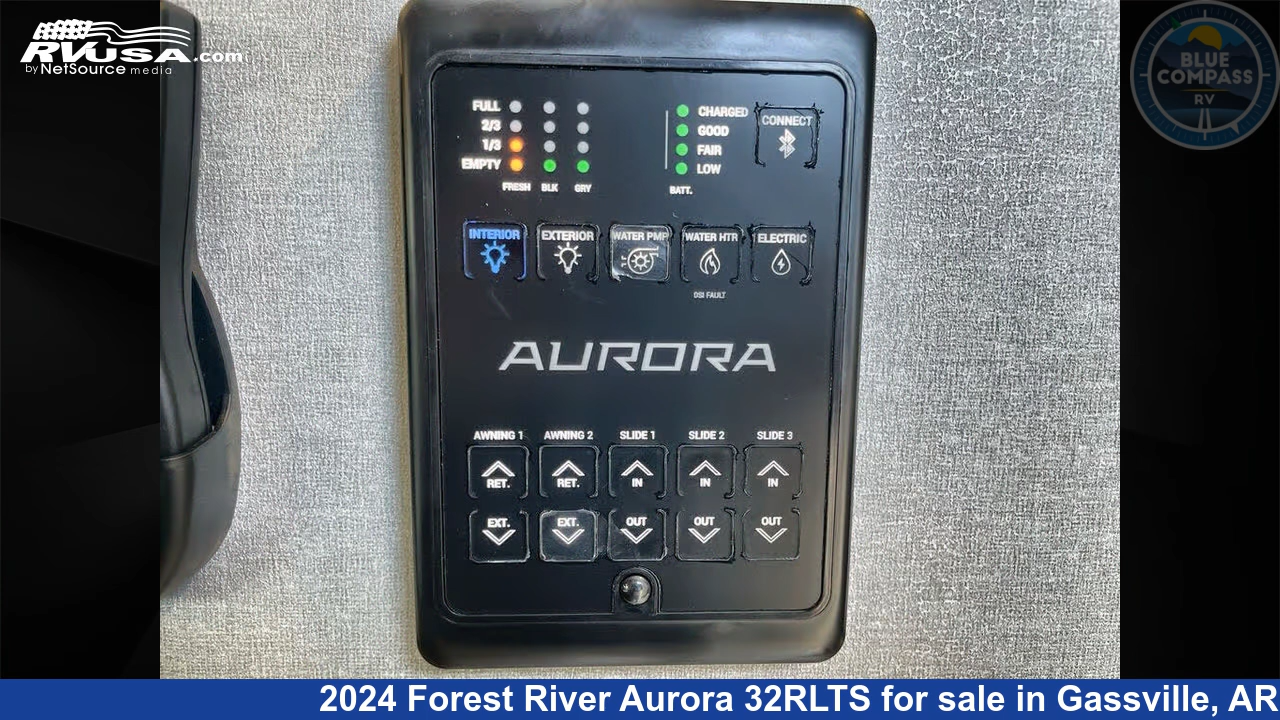 RVUSA.com
by NetSource media
BLUE
COMPASS
RV
FULL
2/3
1/3
EMPTY
FRESH BLK GRY
CHARGED
GOOD
FAIR
LOW
BATT.
CONNECT
INTERIOR EXTERIOR WATER PMP WATER HTR ELECTRIC
DSI FAULT
AURORA
AWNING 1 AWNING 2 SLIDE 1 SLIDE 2 SLIDE 3
RET. RET. IN IN IN
EXT. EXT. OUT OUT OUT
2024 Forest River Aurora 32RLTS for sale in Gassville, AR